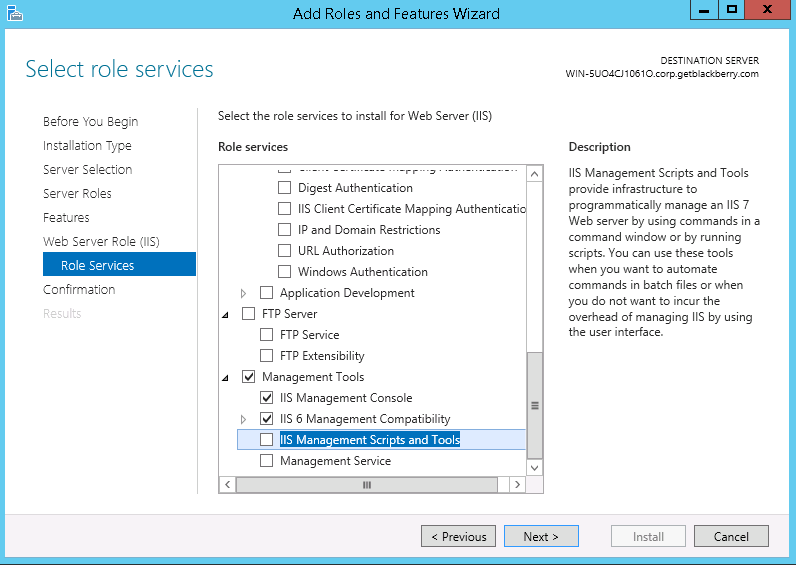 Add Roles and Features Wizard
Select role services
DESTINATION SERVER
WIN-5UO4CJ1061O.corp.getblackberry.com
Before You Begin
Installation Type
Server Selection
Server Roles
Features
Web Server Role (IIS)
Role Services
Confirmation
Results
Select the role services to install for Web Server (IIS)
Role services
Client Certificate Mapping Authentication
Digest Authentication
IIS Client Certificate Mapping Authenticatio
IP and Domain Restrictions
URL Authorization
Windows Authentication
Application Development
FTP Server
FTP Service
FTP Extensibility
Management Tools
IIS Management Console
IIS 6 Management Compatibility
IIS Management Scripts and Tools
Management Service
Description
IIS Management Scripts and Tools
provide infrastructure to
programmatically manage an IIS 7
Web server by using commands in a
command window or by running
scripts. You can use these tools
when you want to automate
commands in batch files or when
you do not want to incur the
overhead of managing IIS by using
the user interface.
< Previous
Next >
Install
Cancel